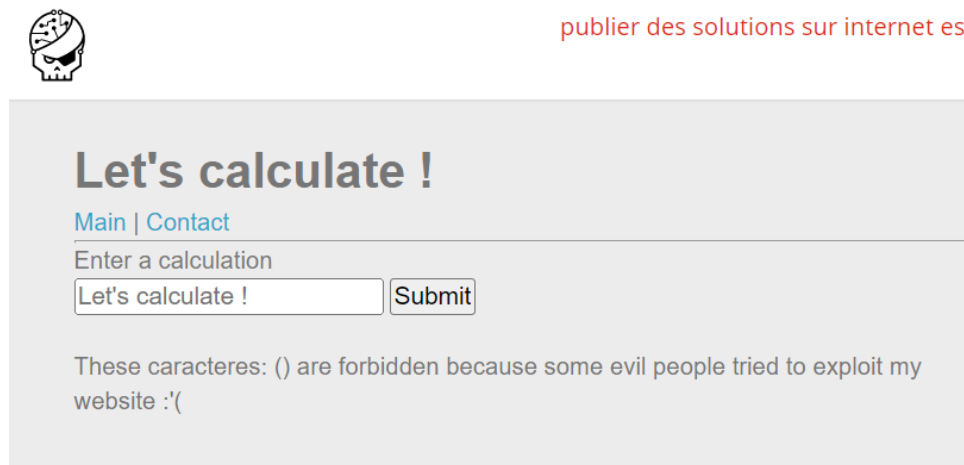 publier des solutions sur internet es
Let's calculate !
Main | Contact
Enter a calculation
Let's calculate ! Submit
These caracteres: () are forbidden because some evil people tried to exploit my
website :'(